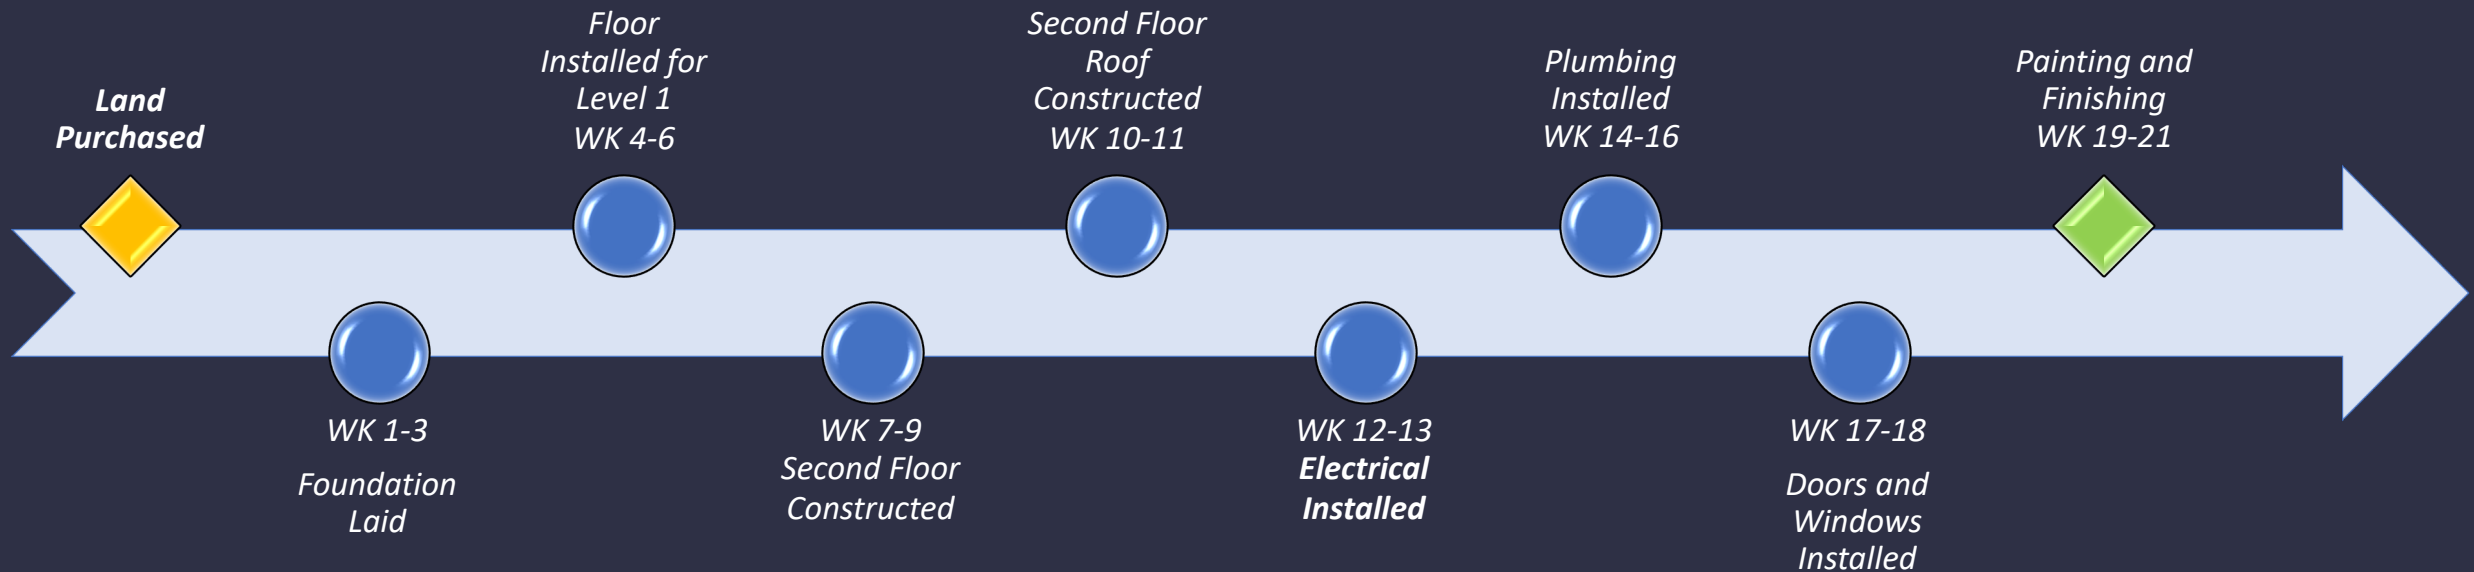 Land
Purchased
WK 1-3
Foundation
Laid
Floor
Installed for
Level 1
WK 4-6
WK 7-9
Second Floor
Constructed
Second Floor
Roof
Constructed
WK 10-11
WK 12-13
Electrical
Installed
Plumbing
Installed
WK 14-16
WK 17-18
Doors and
Windows
Installed
Painting and
Finishing
WK 19-21